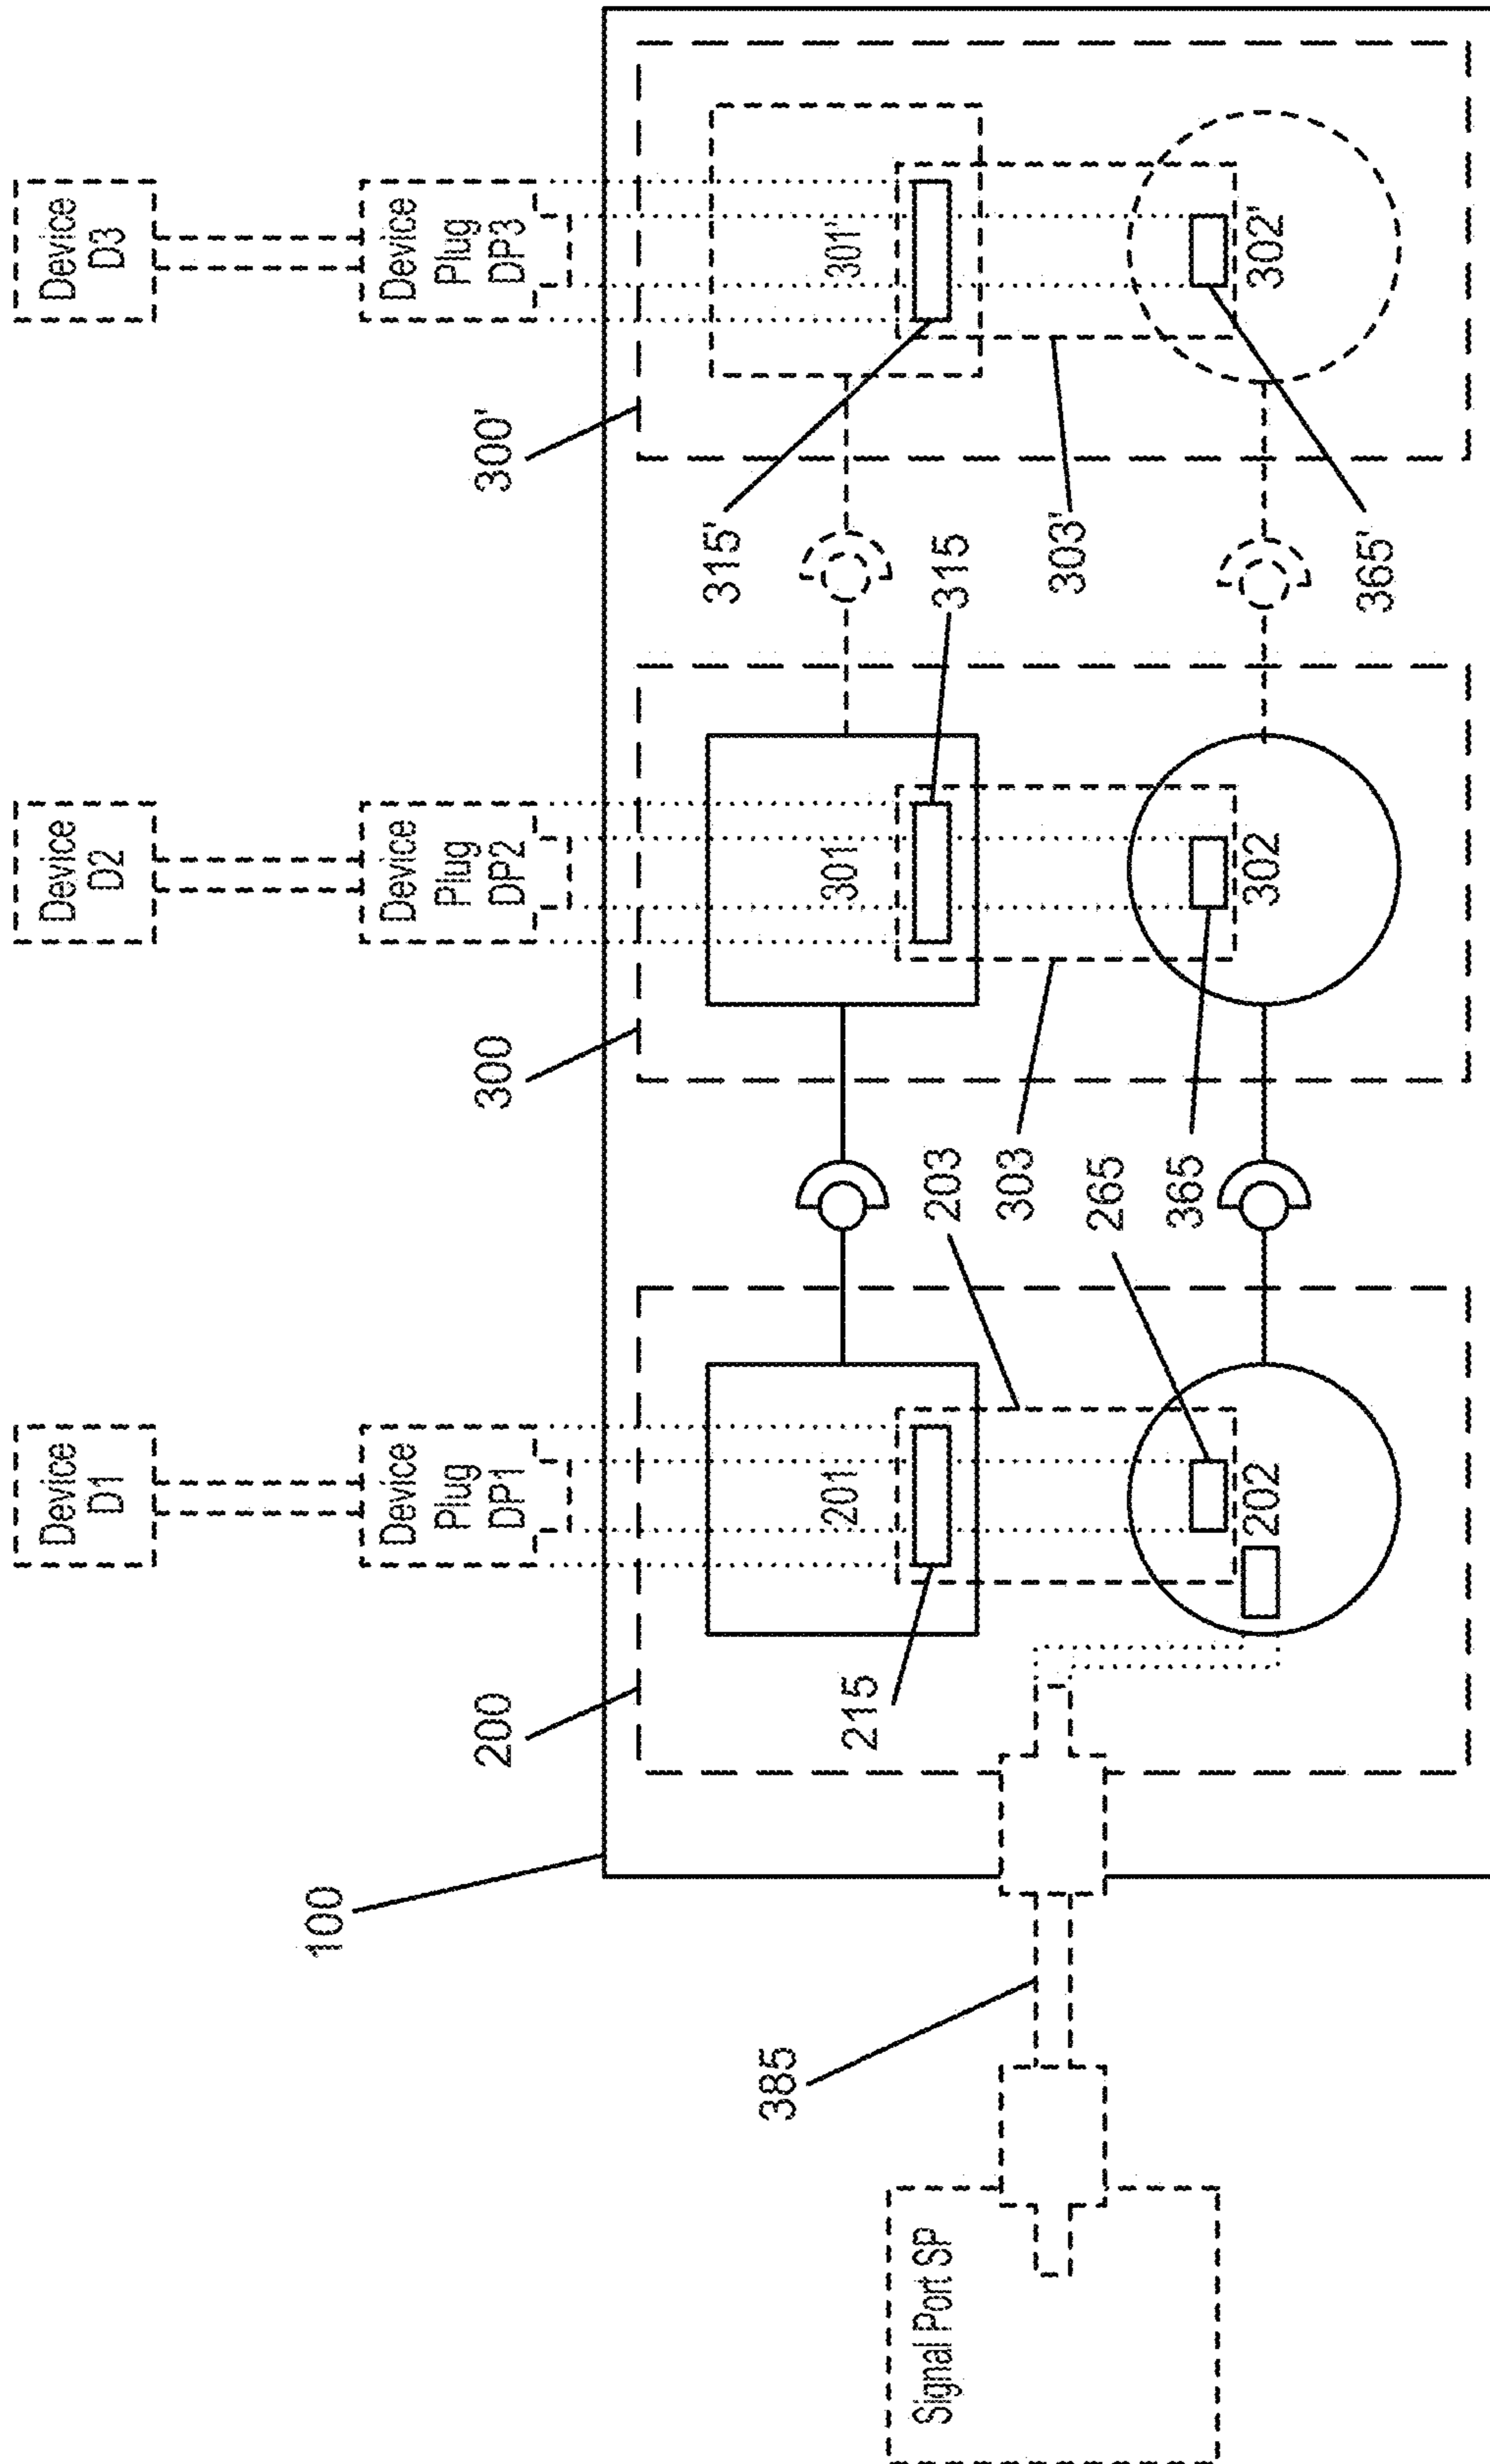 Device
D1
Device
D2
Device
D3
100
Device
Plug
DP1
Device
Plug
DP2
Device
Plug
DP3
200
300
300'
315'
385
215
201
301
301'
Signal Port SP
203
315
303
303'
265
365
202
302
302'
365'